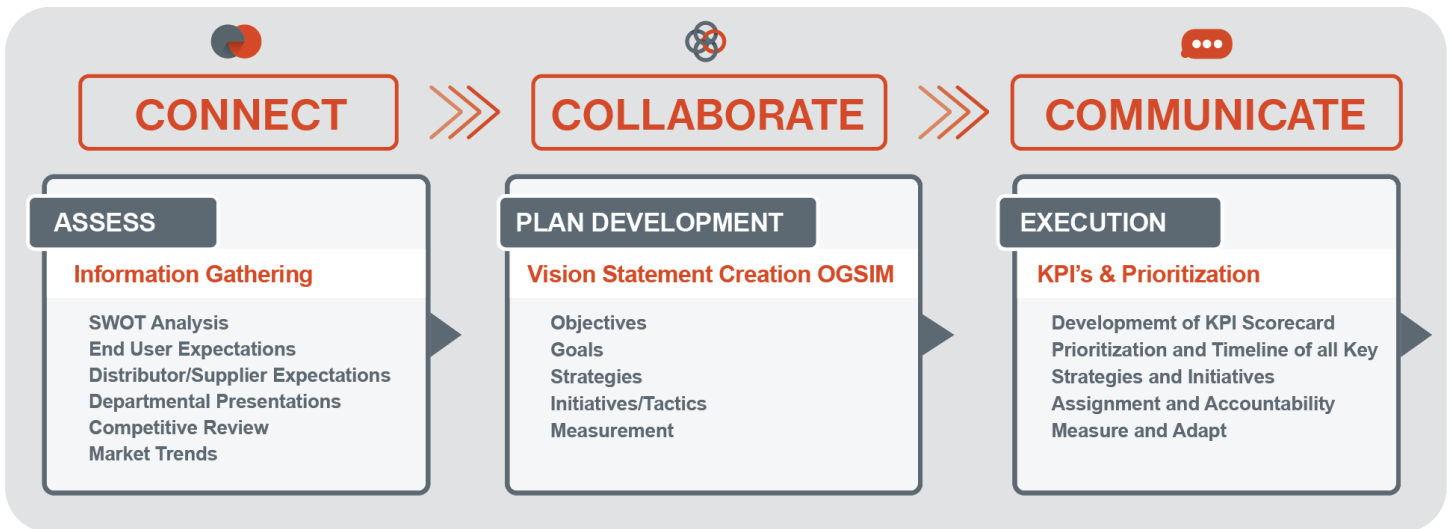 CONNECT
COLLABORATE
COMMUNICATE
ASSESS
Information Gathering
SWOT Analysis
End User Expectations
Distributor/Supplier Expectations
Departmental Presentations
Competitive Review
Market Trends
PLAN DEVELOPMENT
Vision Statement Creation OGSIM
Objectives
Goals
Strategies
Initiatives/Tactics
Measurement
EXECUTION
KPI's & Prioritization
Developmemt of KPI Scorecard
Prioritization and Timeline of all Key
Strategies and Initiatives
Assignment and Accountability
Measure and Adapt